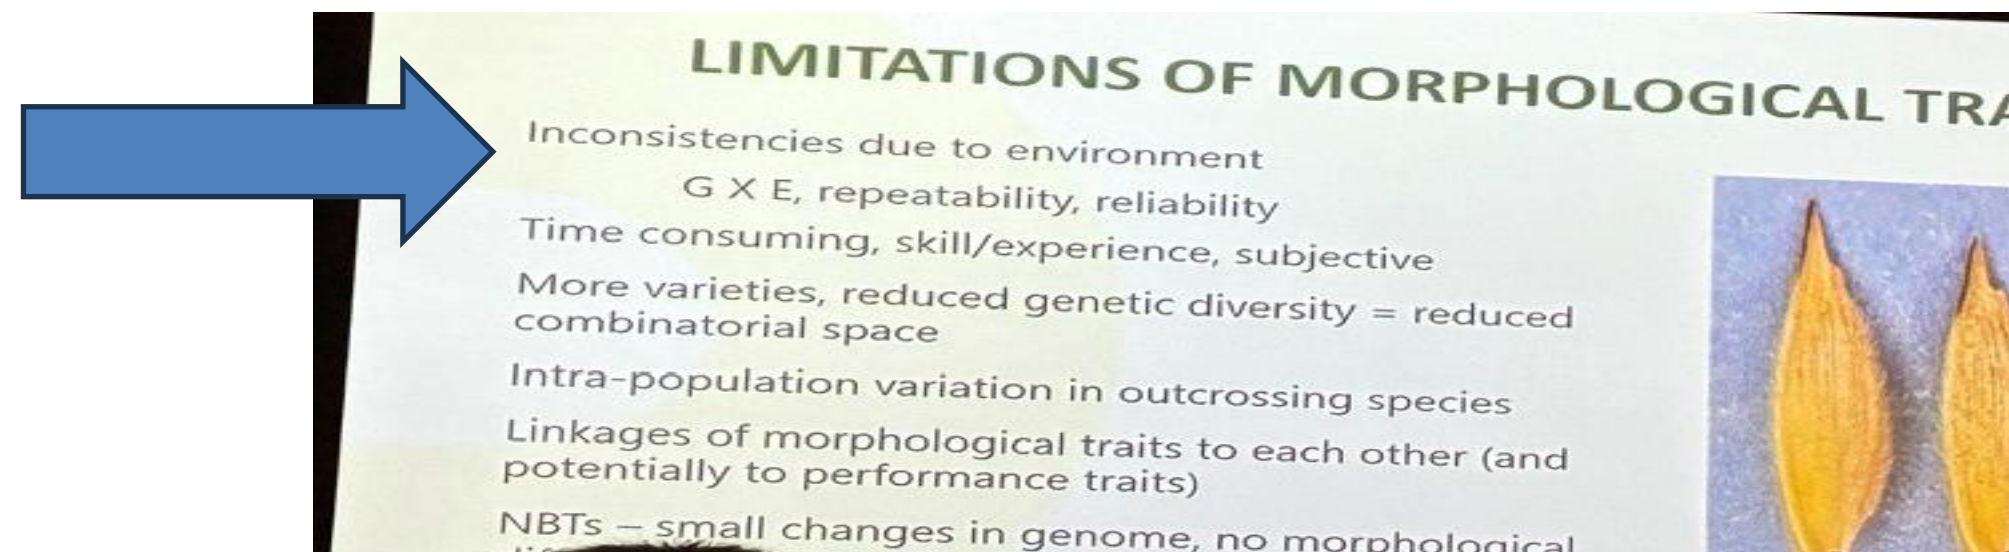 LIMITATIONS OF MORPHOLOGICAL
Inconsistencies due to environment
G X E, repeatability, reliability
Time consuming, skill/experience, subjective
More varieties, reduced genetic diversity = reduced
combinatorial space
Intra-population variation in outcrossing species
Linkages of morphological traits to each other (and
potentially to performance traits)
NBTs – small changes in genome, no morphological